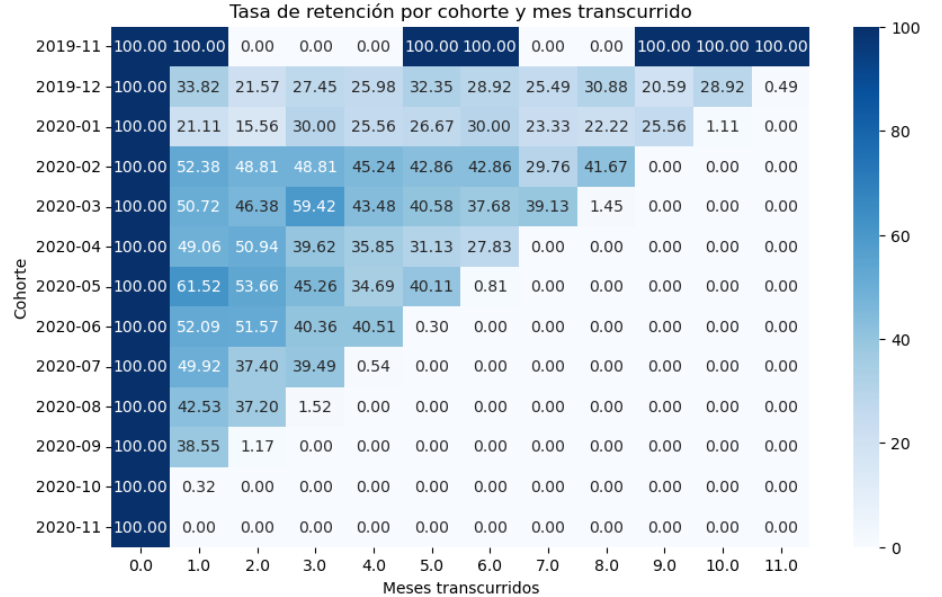 Tasa de retención por cohorte y mes transcurrido
2019-11 100.00 100.00 0.00 0.00 0.00 100.00 100.00 0.00 0.00 100.00 100.00 100.00
2019-12 100.00 33.82 21.57 27.45 25.98 32.35 28.92 25.49 30.88 20.59 28.92 0.49
2020-01 100.00 21.11 15.56 30.00 25.56 26.67 30.00 23.33 22.22 25.56 1.11 0.00
2020-02 100.00 52.38 48.81 48.81 45.24 42.86 42.86 29.76 41.67 0.00 0.00 0.00
2020-03 100.00 50.72 46.38 59.42 43.48 40.58 37.68 39.13 1.45 0.00 0.00 0.00
2020-04 100.00 49.06 50.94 39.62 35.85 31.13 27.83 0.00 0.00 0.00 0.00 0.00
2020-05 100.00 61.52 53.66 45.26 34.69 40.11 0.81 0.00 0.00 0.00 0.00 0.00
2020-06 100.00 52.09 51.57 40.36 40.51 0.30 0.00 0.00 0.00 0.00 0.00 0.00
2020-07 100.00 49.92 37.40 39.49 0.54 0.00 0.00 0.00 0.00 0.00 0.00 0.00
2020-08 100.00 42.53 37.20 1.52 0.00 0.00 0.00 0.00 0.00 0.00 0.00 0.00
2020-09 100.00 38.55 1.17 0.00 0.00 0.00 0.00 0.00 0.00 0.00 0.00 0.00
2020-10 100.00 0.32 0.00 0.00 0.00 0.00 0.00 0.00 0.00 0.00 0.00 0.00
2020-11 100.00 0.00 0.00 0.00 0.00 0.00 0.00 0.00 0.00 0.00 0.00 0.00
0.0 1.0 2.0 3.0 4.0 5.0 6.0 7.0 8.0 9.0 10.0 11.0
Meses transcurridos
Cohorte
100
80
60
40
20
0